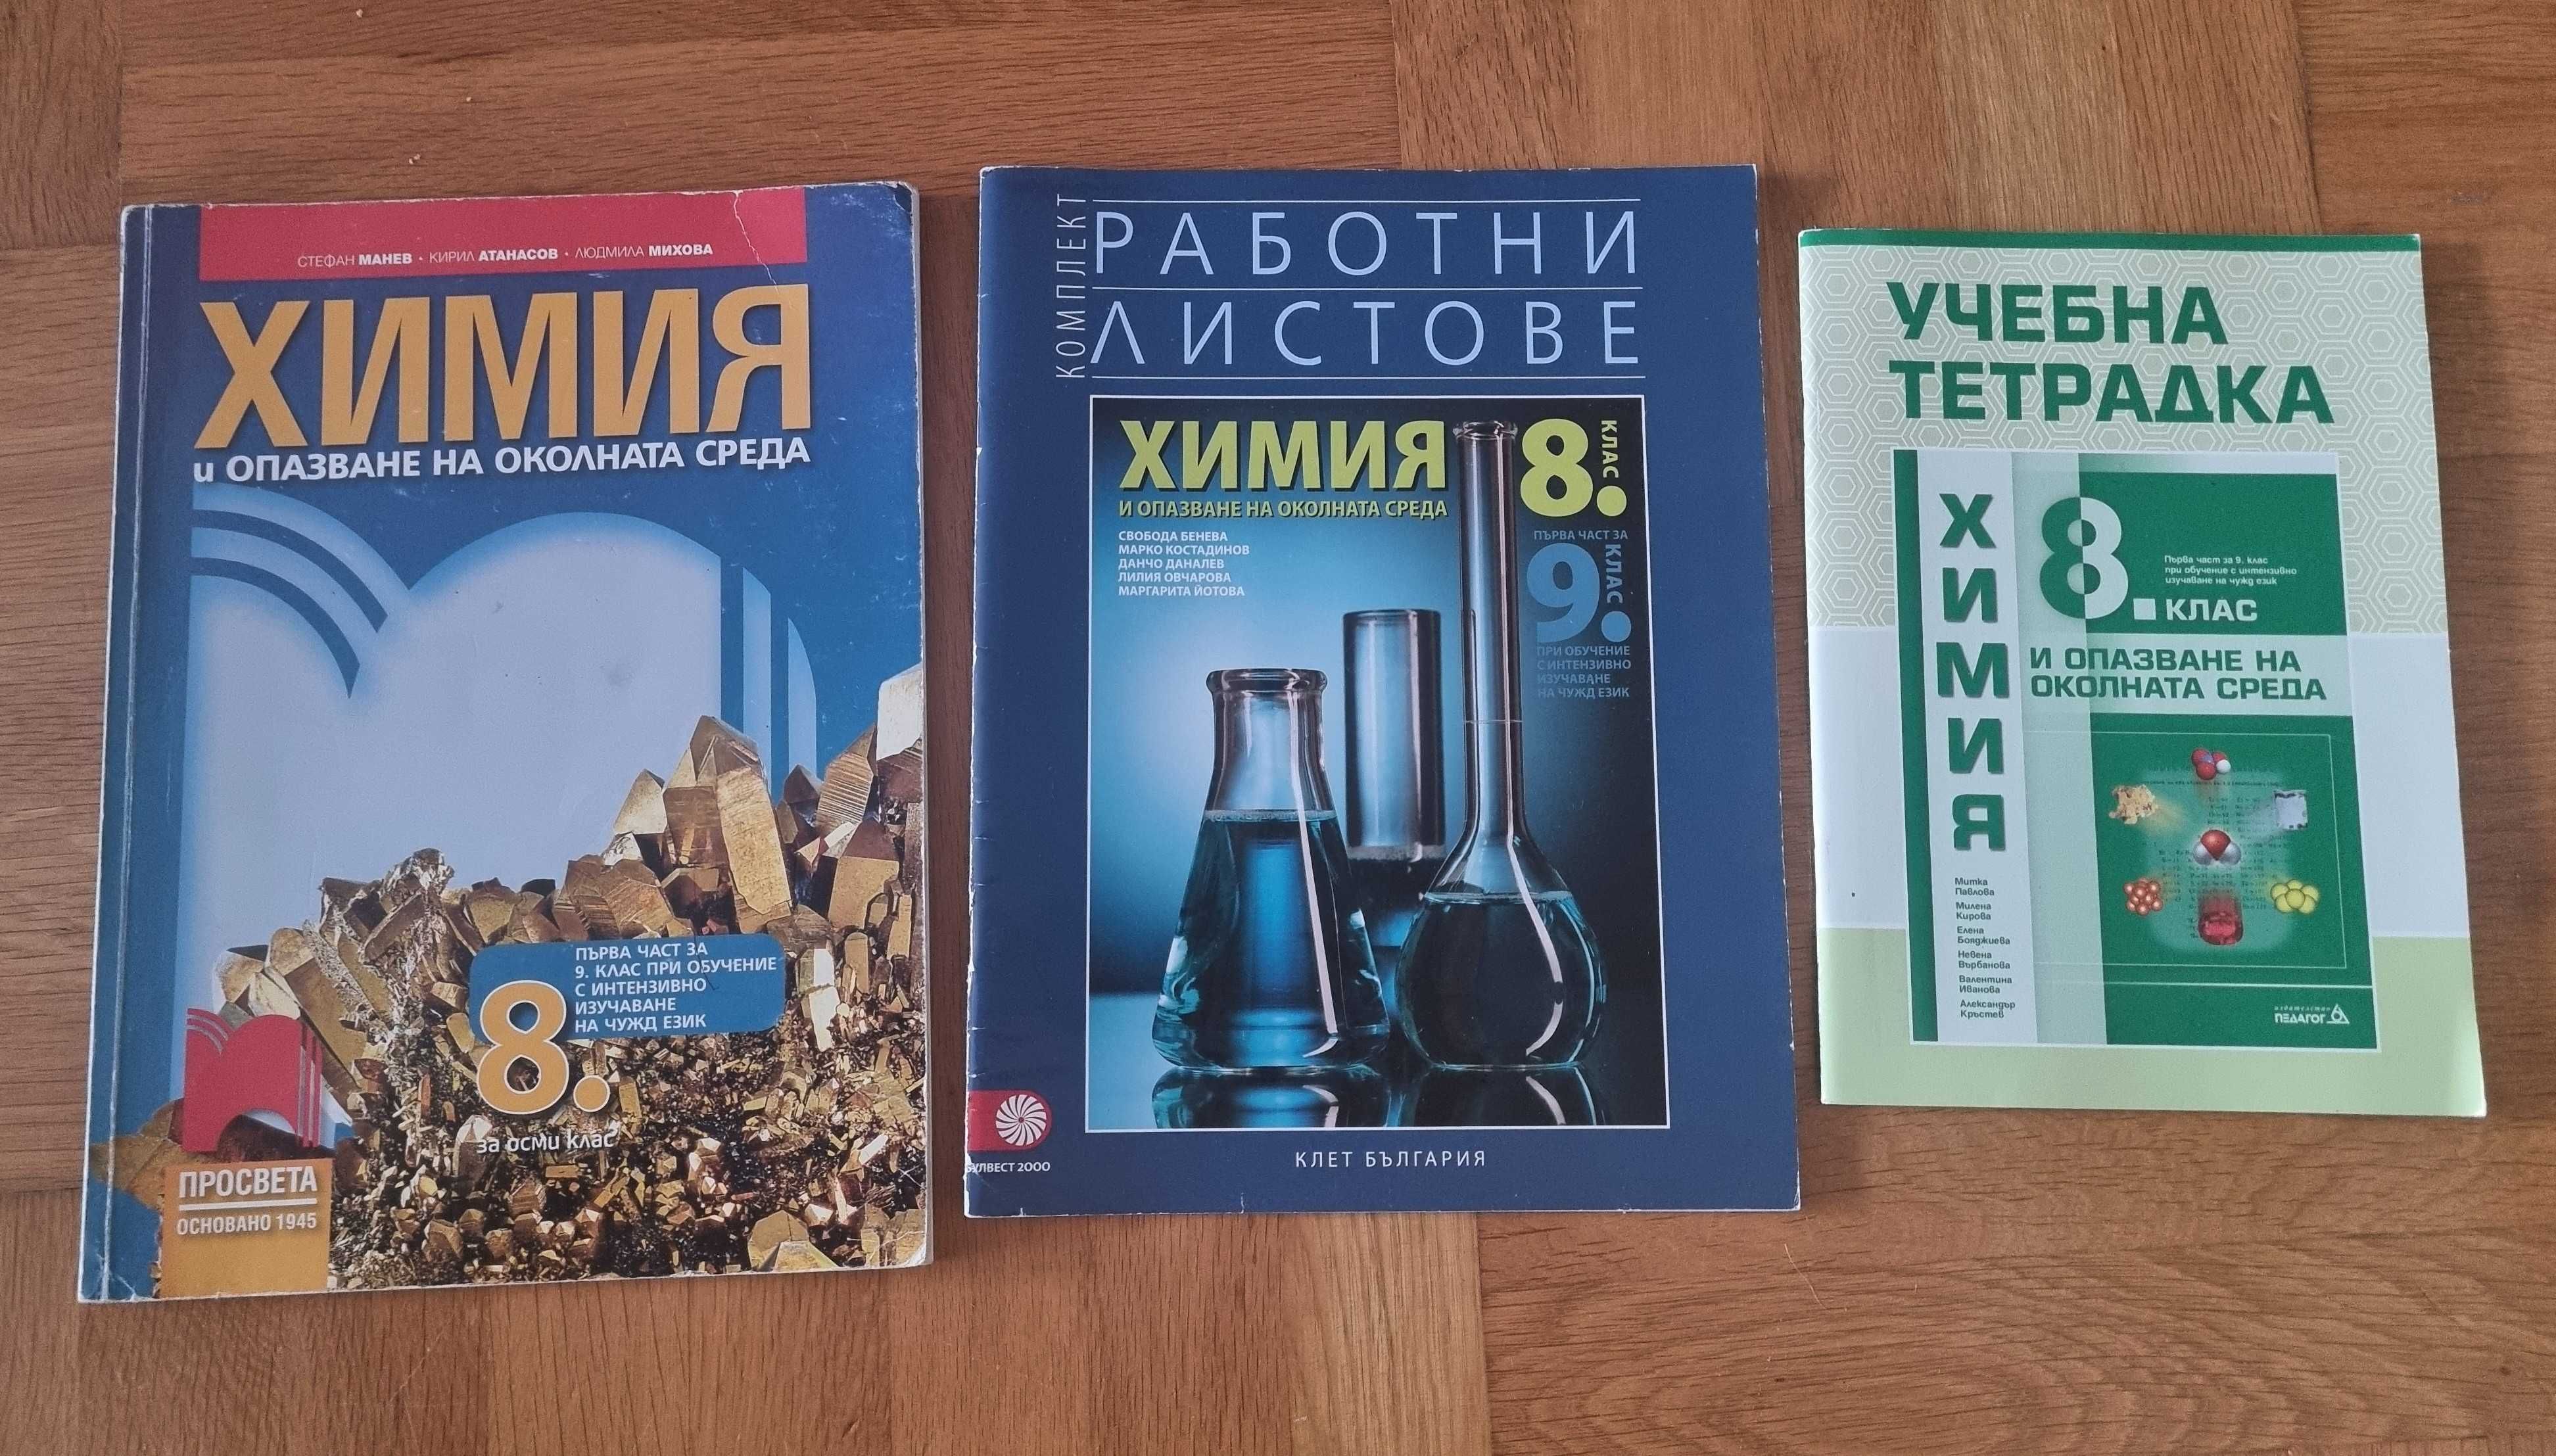 СТЕФАН МАНЕВ • КИРИЛ АТАНАСОВ • ЛЮДМИЛА МИХОВА
ХИМИЯ
и ОПАЗВАНЕ НА ОКОЛНАТА СРЕДА
ПЪРВА ЧАСТ ЗА
9. КЛАС ПРИ ОБУЧЕНИЕ
С ИНТЕНЗИВНО
ИЗУЧАВАНЕ
НА ЧУЖД ЕЗИК
8.
за осми клас
ПРОСВЕТА
ОСНОВАНО 1945
КОМПЛЕКТ
РАБОТНИ
ЛИСТОВЕ
ХИМИЯ
И ОПАЗВАНЕ НА ОКОЛНАТА СРЕДА
8. КЛАС
СВОБОДА БЕНЕВА
МАРКО КОСТАДИНОВ
ДАНЧО ДАНАЛЕВ
ЛИЛИЯ ОВЧАРОВА
МАРГАРИТА ЙОТОВА
ПЪРВА ЧАСТ ЗА
9. КЛАС
ПРИ ОБУЧЕНИЕ
С ИНТЕНЗИВНО
ИЗУЧАВАНЕ
НА ЧУЖД ЕЗИК
БУЛВЕСТ 2000
КЛЕТ БЪЛГАРИЯ
УЧЕБНА
ТЕТРАДКА
ХИМИЯ
8.
Първа част за 9. клас
при обучение с интензивно
изучаване на чужд език
КЛАС
И ОПАЗВАНЕ НА
ОКОЛНАТА СРЕДА
Митка
Павлова
Милена
Кирова
Елена
Бояджиева
Невена
Върбанова
Валентина
Иванова
Александър
Кръстев
издателство
ПЕДАГОГ 6